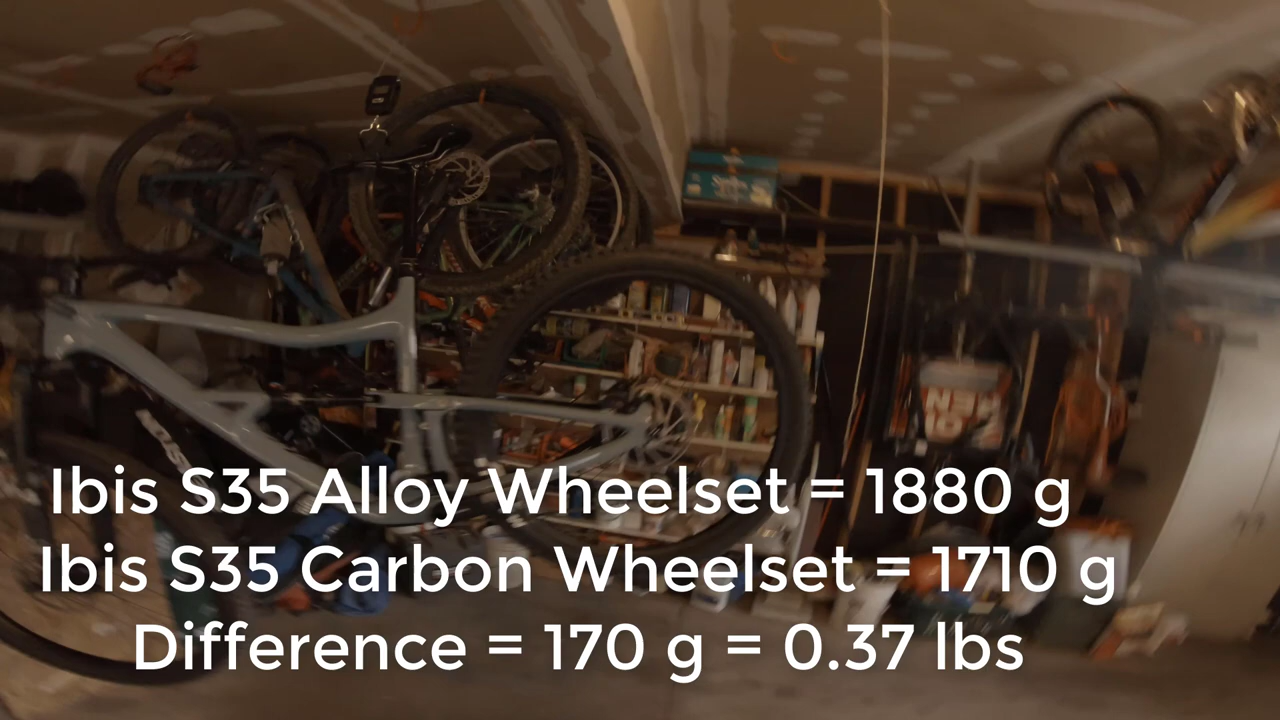 Ibis S35 Alloy Wheelset = 1880 g
Ibis S35 Carbon Wheelset = 1710 g
Difference = 170 g = 0.37 lbs